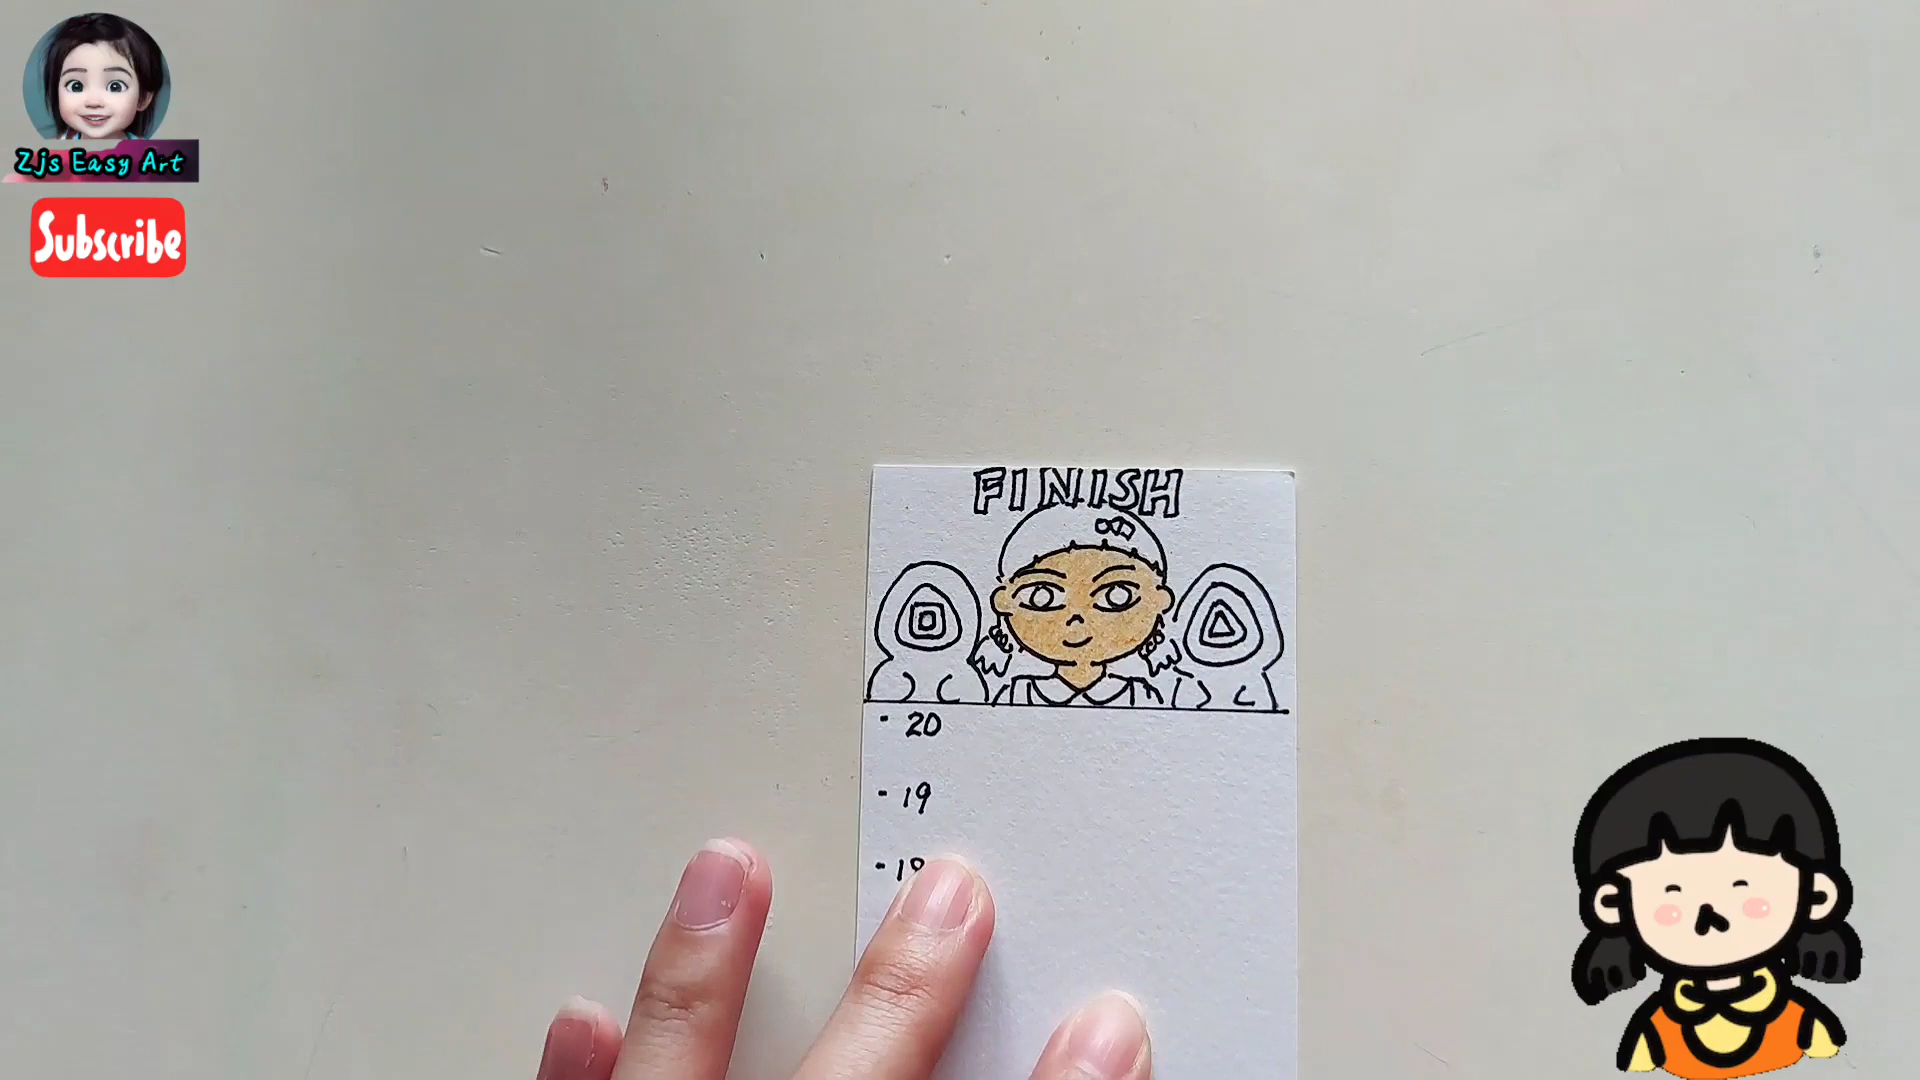 Zjs Easy Art
Subscribe
FINISH
- 20
- 19